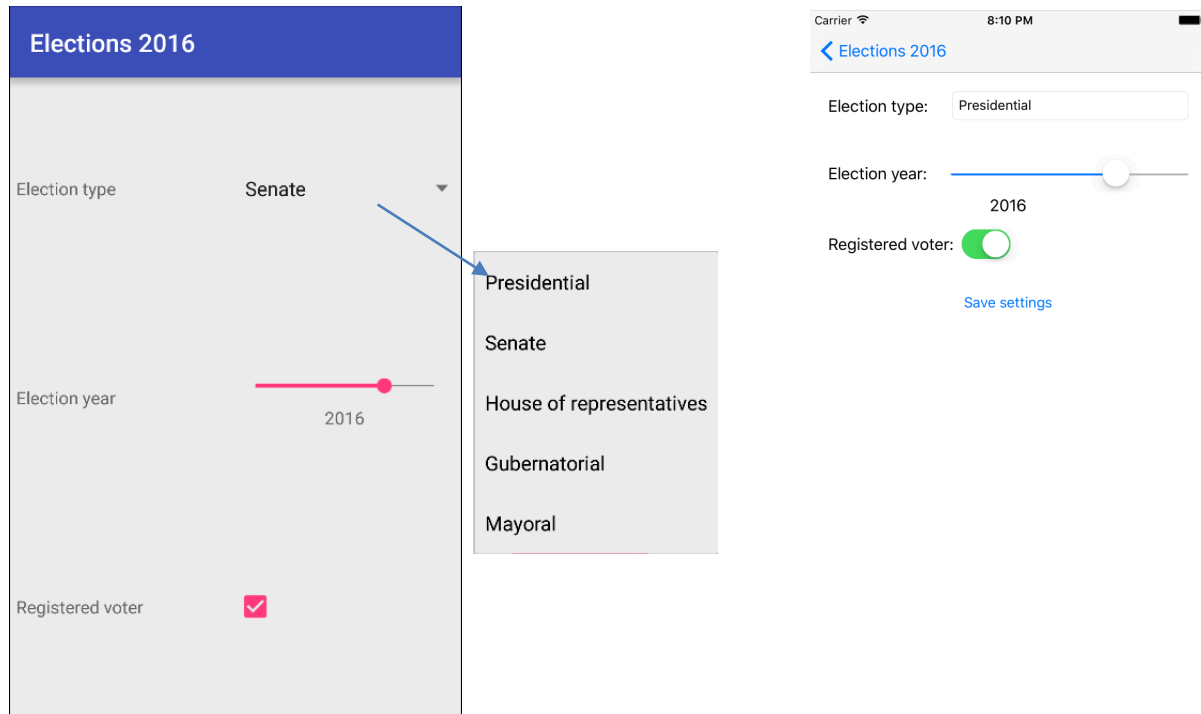 Elections 2016
Election type
Senate
Election year
2016
Registered voter
Presidential
Senate
House of representatives
Gubernatorial
Mayoral
Carrier
8:10 PM
Elections 2016
Election type:
Presidential
Election year:
2016
Registered voter:
Save settings